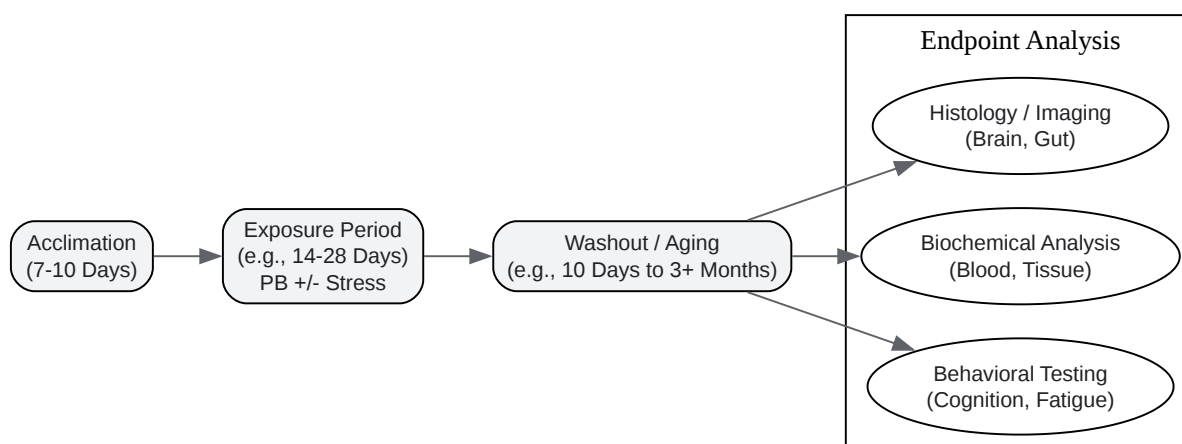 Endpoint Analysis
Histology / Imaging
(Brain, Gut)
Acclimation
(7-10 Days)
Exposure Period
(e.g., 14-28 Days)
PB +/- Stress
Washout / Aging
(e.g., 10 Days to 3+ Months)
Biochemical Analysis
(Blood, Tissue)
Behavioral Testing
(Cognition, Fatigue)